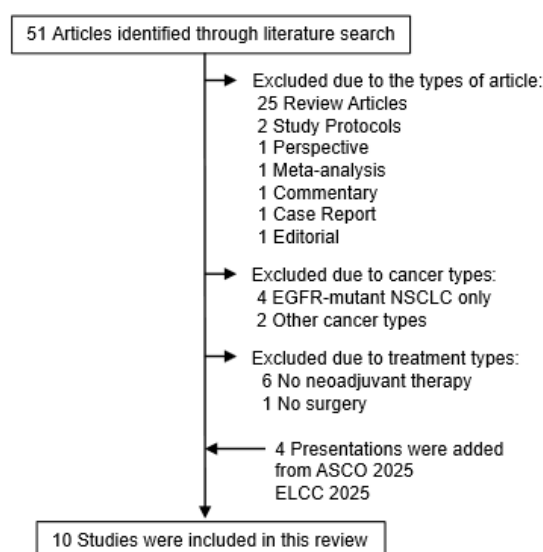 51 Articles identified through literature search
Excluded due to the types of article:
25 Review Articles
2 Study Protocols
1 Perspective
1 Meta-analysis
1 Commentary
1 Case Report
1 Editorial
Excluded due to cancer types:
4 EGFR-mutant NSCLC only
2 Other cancer types
Excluded due to treatment types:
6 No neoadjuvant therapy
1 No surgery
4 Presentations were added
from ASCO 2025
ELCC 2025
10 Studies were included in this review